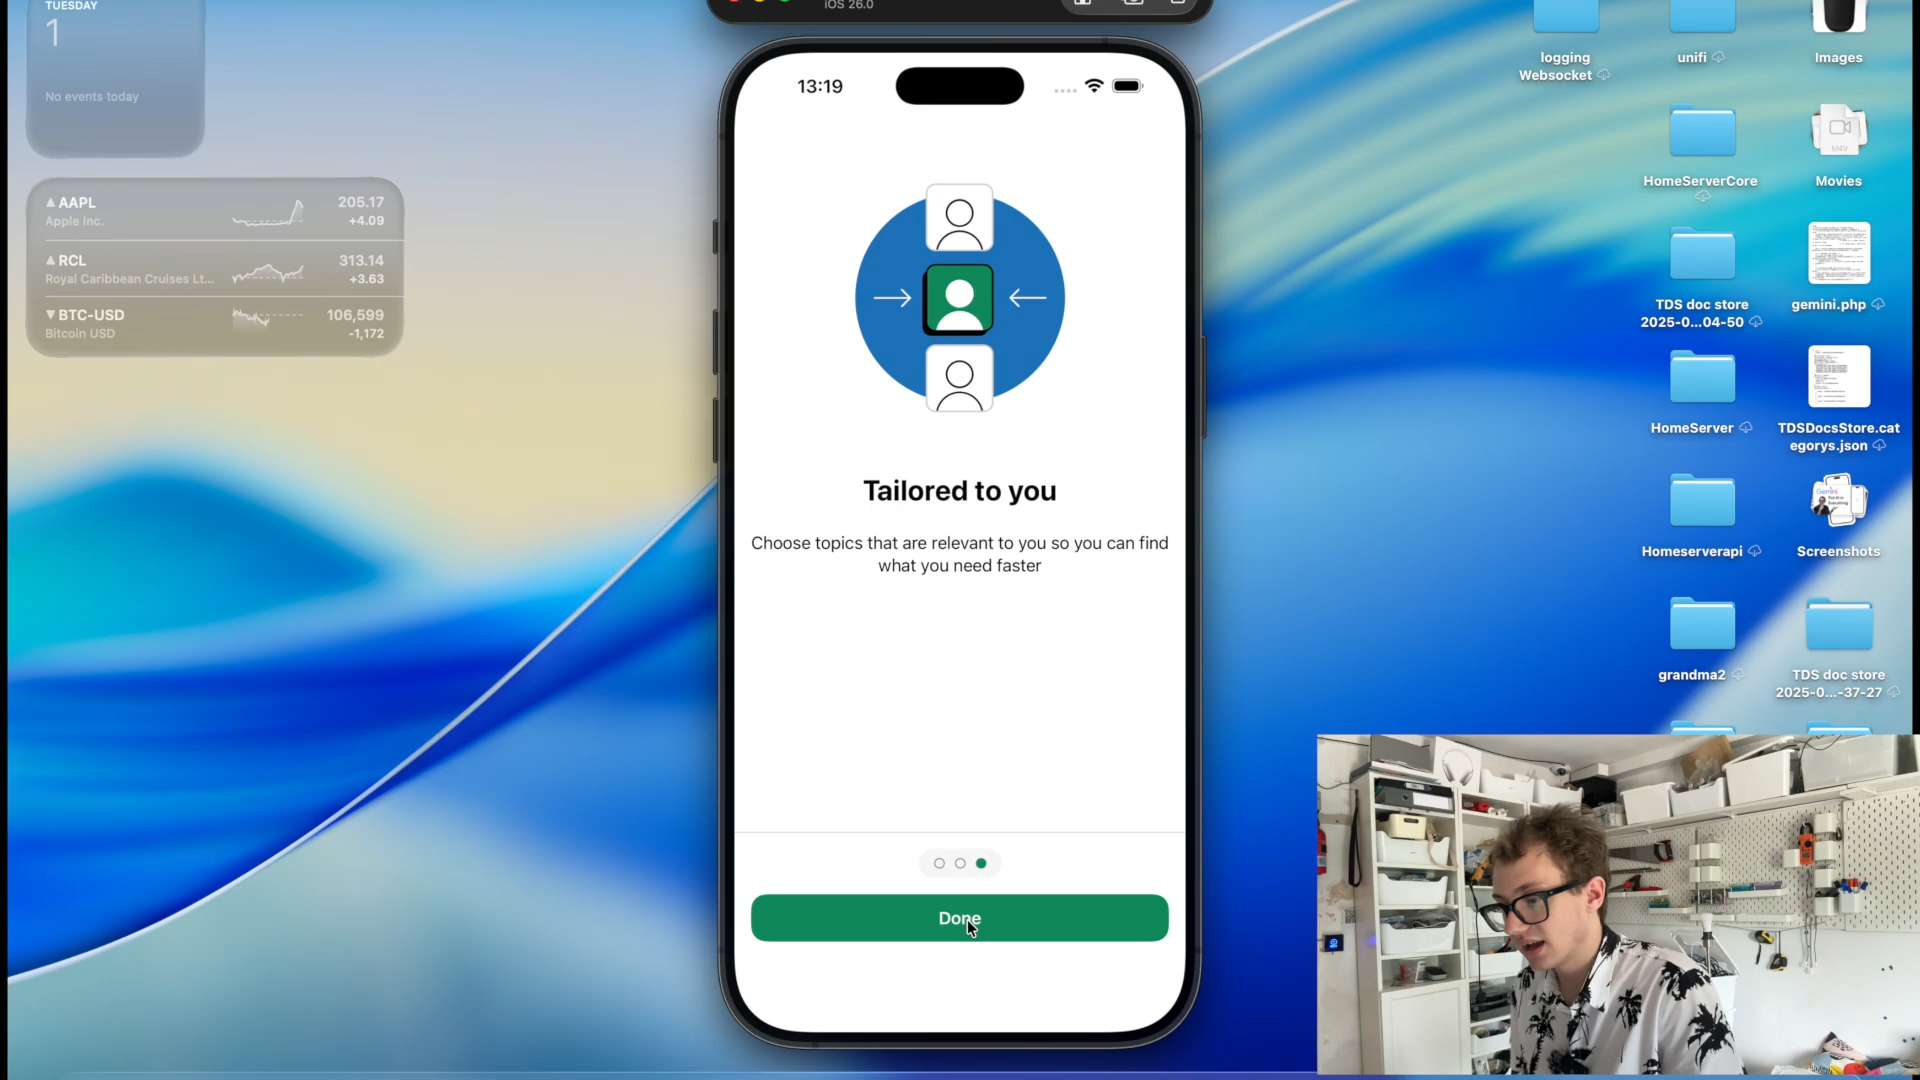 TUESDAY
1
No events today
AAPL
205.17
Apple Inc.
+4.09
RCL
313.14
Royal Caribbean Cruises Lt...
+3.63
BTC-USD
106,599
Bitcoin USD
-1,172
iOS 26.0
13:19
Tailored to you
Choose topics that are relevant to you so you can find
what you need faster
Done
logging
Websocket
unifi
Images
M4V
HomeServerCore
Movies
TDS doc store
2025-0...04-50
gemini.php
HomeServer
TDSDocsStore.cat
egorys.json
Gemini
Homeserverapi
Screenshots
grandma2
TDS doc store
2025-0...-37-27